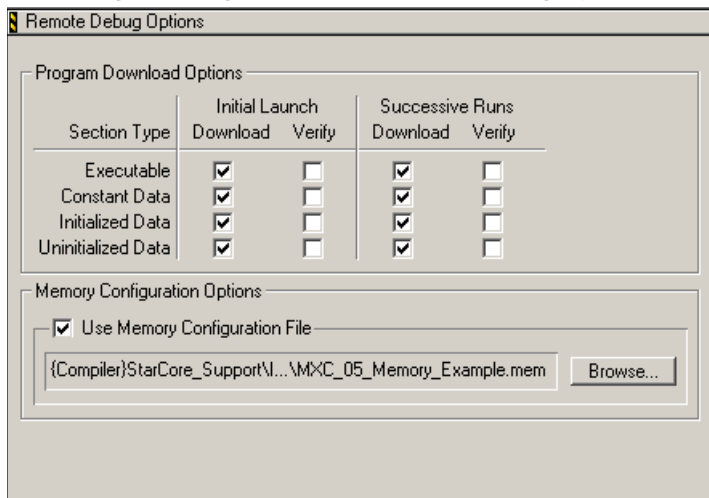 Remote Debug Options
Program Download Options
Initial Launch Successive Runs
Section Type Download Verify Download Verify
Executable
Constant Data
Initialized Data
Uninitialized Data
Memory Configuration Options
Use Memory Configuration File
{Compiler}StarCore_Support\I...\MXC_05_Memory_Example.mem Browse...